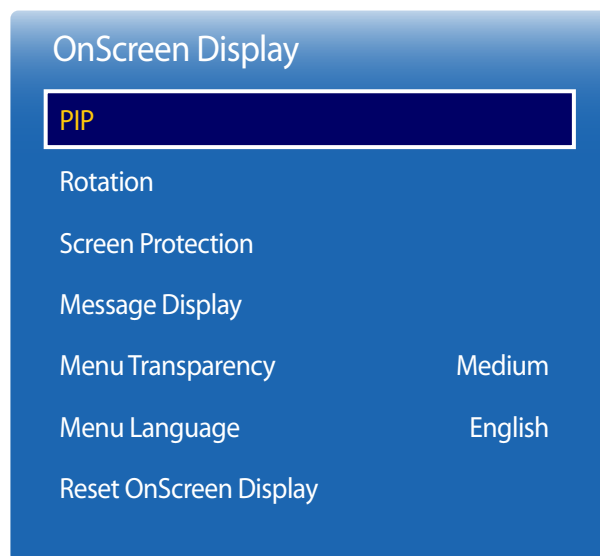 OnScreen Display
PIP
Rotation
Screen Protection
Message Display
Menu Transparency Medium
Menu Language English
Reset OnScreen Display